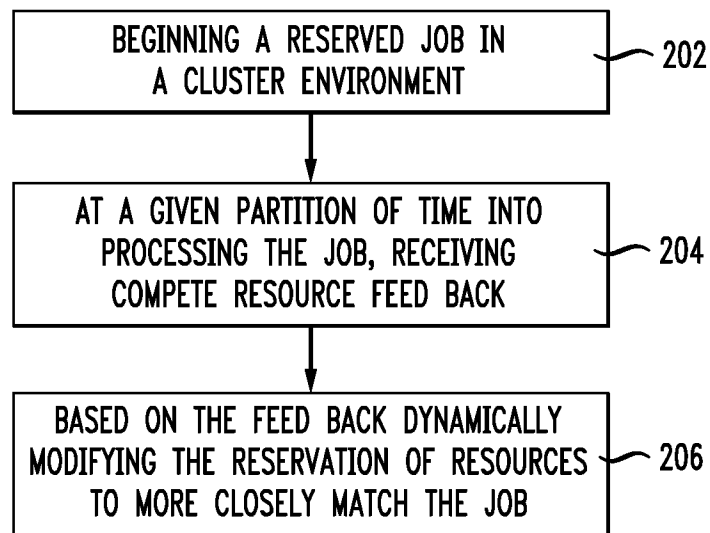 BEGINNING A RESERVED JOB IN
A CLUSTER ENVIRONMENT
202
AT A GIVEN PARTITION OF TIME INTO
PROCESSING THE JOB, RECEIVING
COMPETE RESOURCE FEED BACK
204
BASED ON THE FEED BACK DYNAMICALLY
MODIFYING THE RESERVATION OF RESOURCES
TO MORE CLOSELY MATCH THE JOB
206